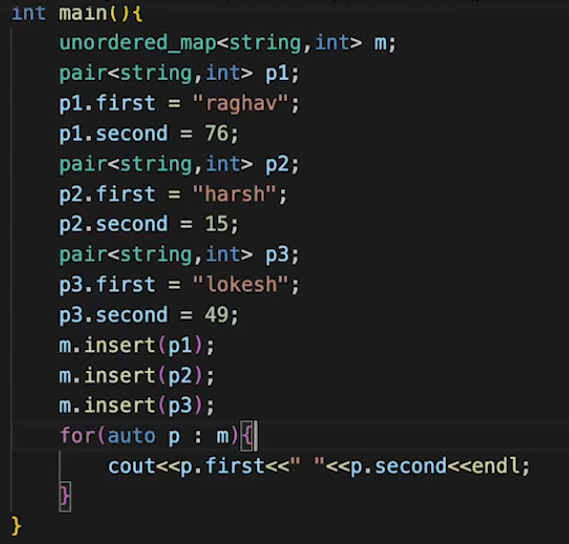 int main(){
unordered_map<string,int> m;
pair<string,int> p1;
p1.first = "raghav";
p1.second = 76;
pair<string,int> p2;
p2.first = "harsh";
p2.second = 15;
pair<string,int> p3;
p3.first = "lokesh";
p3.second = 49;
m.insert(p1);
m.insert(p2);
m.insert(p3);
for(auto p : m){
cout<<p.first<<" "<<p.second<<endl;
}
}